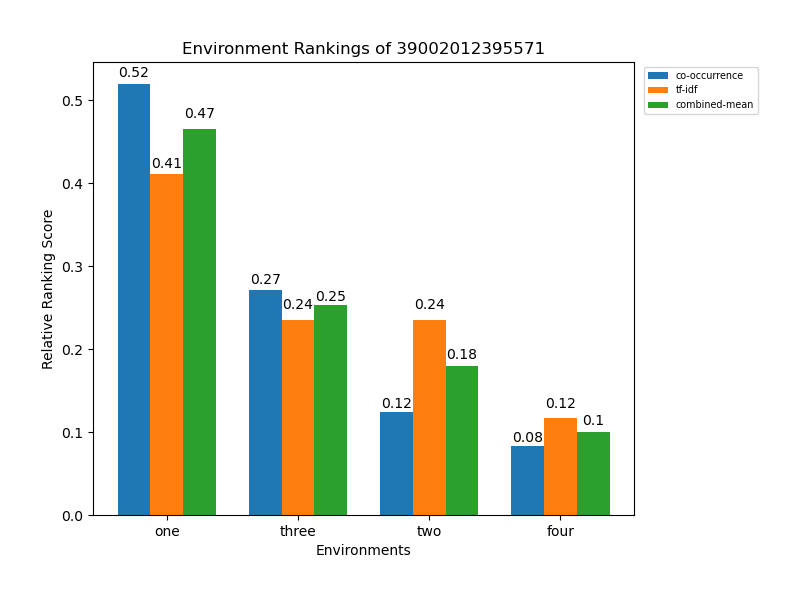 Environment Rankings of 39002012395571
co-occurrence
tf-idf
combined-mean
Relative Ranking Score
0.5
0.4
0.3
0.2
0.1
0.0
0.52
0.41
0.47
0.27
0.24
0.25
0.12
0.24
0.18
0.08
0.12
0.1
one three two four
Environments